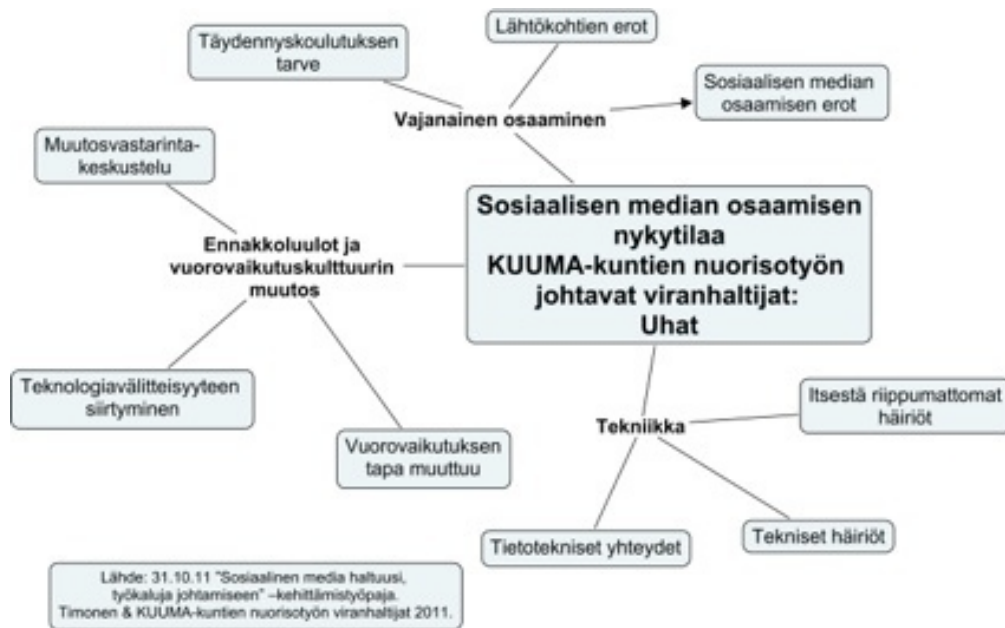 Lähtökohtien erot
Täydennyskoulutuksen
tarve
Sosiaalisen median
osaamisen erot
Vajanainen osaaminen
Muutosvastarinta-
keskustelu
Sosiaalisen median osaamisen
nykytilaa
KUUMA-kuntien nuorisotyön
johtavat viranhaltijat:
Uhat
Ennakkoluulot ja
vuorovaikutuskulttuurin
muutos
Teknologiavälitteisyyteen
siirtyminen
Vuorovaikutuksen
tapa muuttuu
Itsestä riippumattomat
häiriöt
Tekniikka
Tekniset häiriöt
Tietotekniset yhteydet
Lähde: 31.10.11 "Sosiaalinen media haltuusi,
työkaluja johtamiseen" –kehittämistyöpaja.
Timonen & KUUMA-kuntien nuorisotyön viranhaltijat 2011.